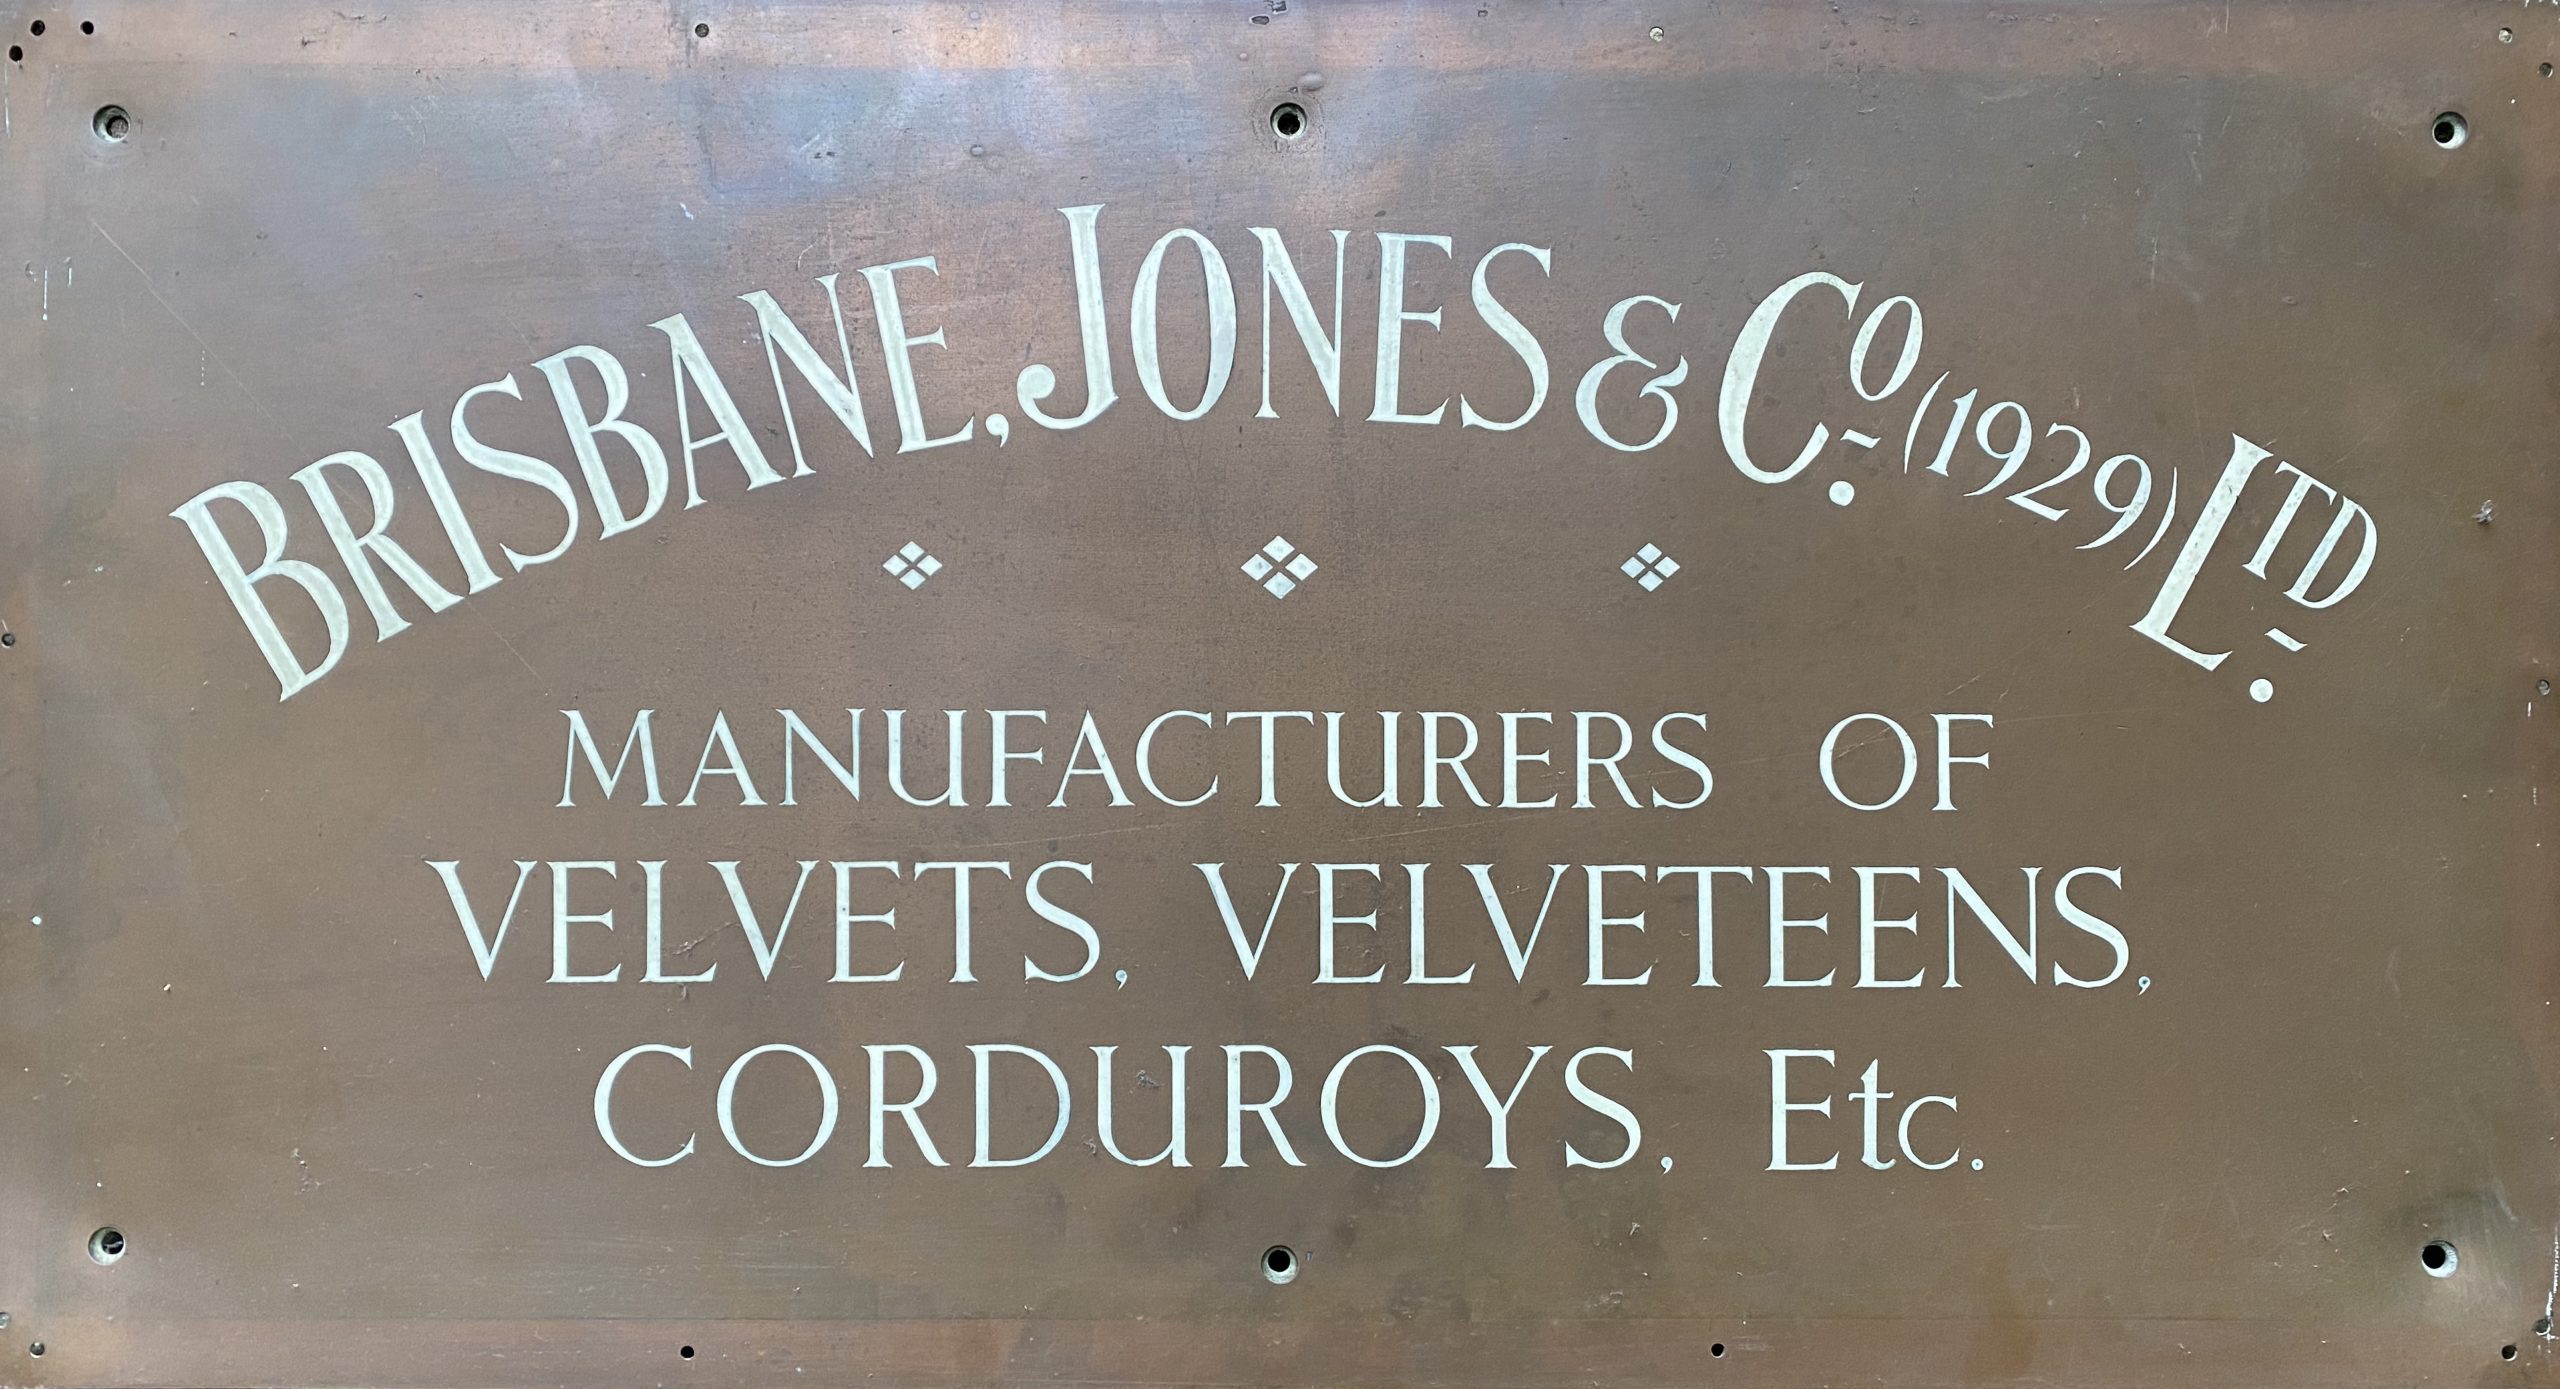 BRISBANE, JONES & Co. (1929) LTD.
MANUFACTURERS OF
VELVETS, VELVETEENS,
CORDUROYS, Etc.